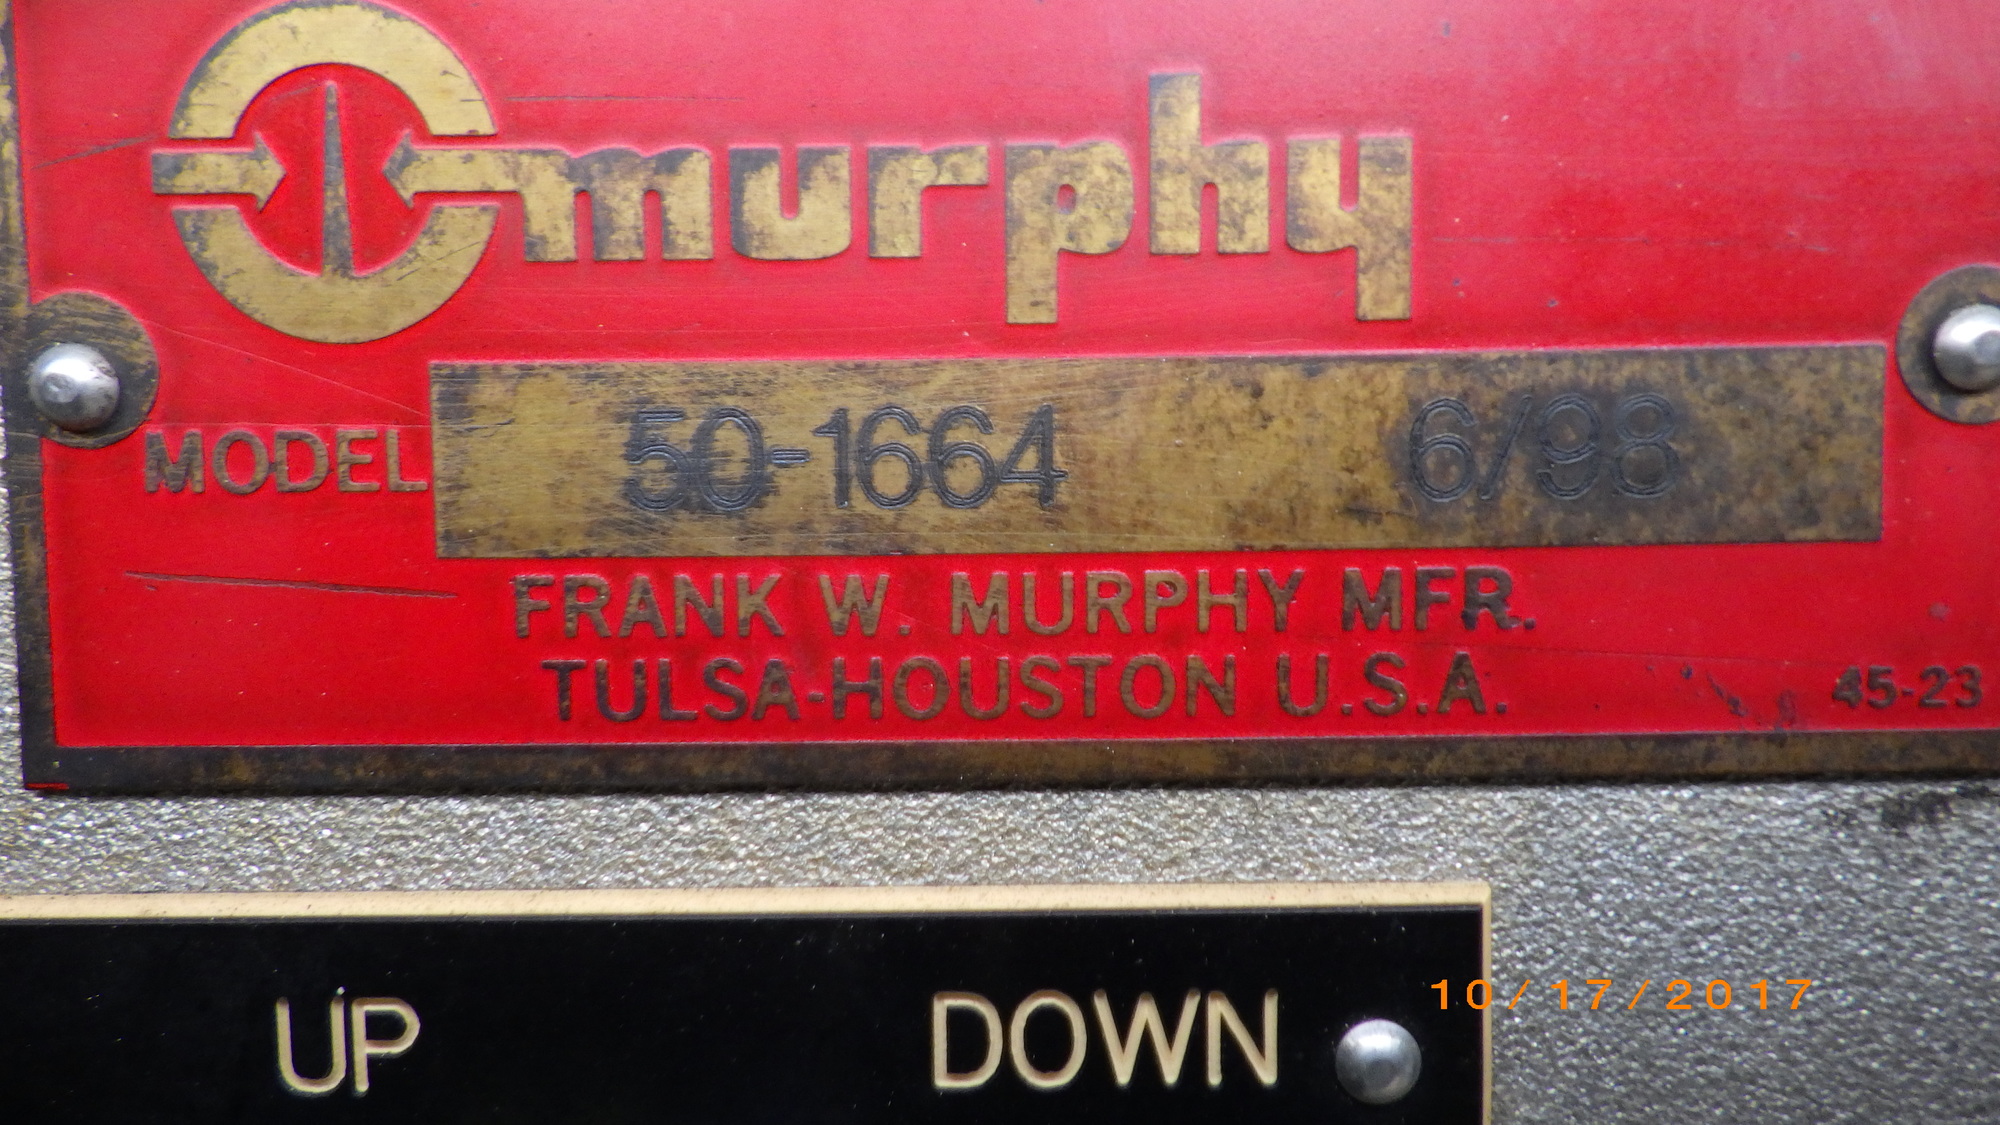 murphy
MODEL 50-1664 6/98
FRANK W. MURPHY MFR.
TULSA-HOUSTON U.S.A.
45-23
UP DOWN
10/17/2017